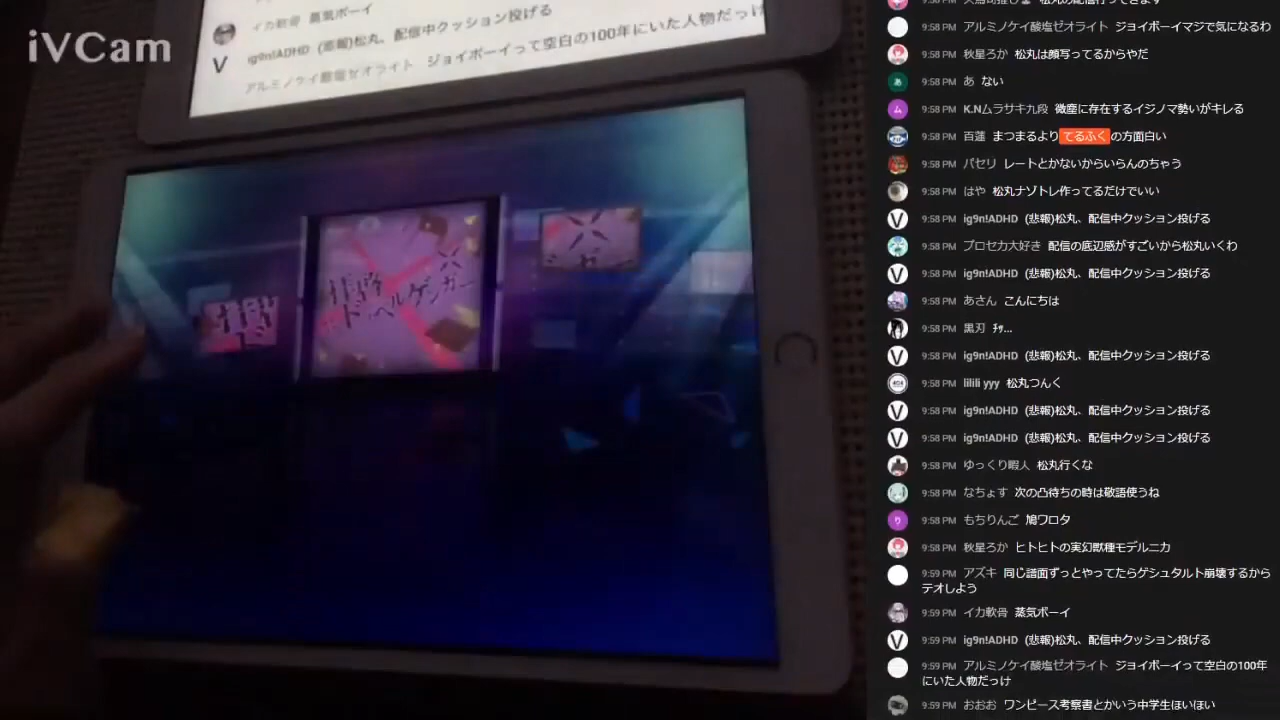 iVCam
イカ軟骨 蒸気ボーイ
ig9n!ADHD (悲報)松丸、配信中クッション投げる
アルミノケイ酸塩ゼオライト ジョイボーイって空白の100年にいた人物だっけ
ヘルゲンガー
アルミノケイ酸塩ゼオライト ジョイボーイマジで気になるわ
9:58 PM 秋星ろか 松丸は顔写ってるからやだ
9:58 PM あ ない
9:58 PM K.Nムラサキ九段 微塵に存在するイジノマ勢いがキレる
9:58 PM 百蓮 まつまるよりてるふくの方面白い
9:58 PM パセリ レートとかないからいらんのちゃう
9:58 PM はや 松丸ナゾトレ作ってるだけでいい
9:58 PM ig9n!ADHD (悲報)松丸、配信中クッション投げる
9:58 PM プロセカ大好き 配信の底辺感がすごいから松丸いくわ
9:58 PM ig9n!ADHD (悲報)松丸、配信中クッション投げる
9:58 PM あさん こんにちは
9:58 PM 黒刃 ﾁｯ...
9:58 PM ig9n!ADHD (悲報)松丸、配信中クッション投げる
9:58 PM lilili yyy 松丸つんく
9:58 PM ig9n!ADHD (悲報)松丸、配信中クッション投げる
9:58 PM ig9n!ADHD (悲報)松丸、配信中クッション投げる
9:58 PM ゆっくり暇人 松丸行くな
9:58 PM なちょす 次の凸待ちの時は敬語使うね
9:58 PM もちりんご 鳩ワロタ
9:58 PM 秋星ろか ヒトヒトの実幻獣種モデルニカ
9:59 PM アズキ 同じ譜面ずっとやってたらゲシュタルト崩壊するから
テオしよう
9:59 PM イカ軟骨 蒸気ボーイ
9:59 PM ig9n!ADHD (悲報)松丸、配信中クッション投げる
9:59 PM アルミノケイ酸塩ゼオライト ジョイボーイって空白の100年
にいた人物だっけ
9:59 PM おおお ワンピース考察書とかいう中学生ほいほい